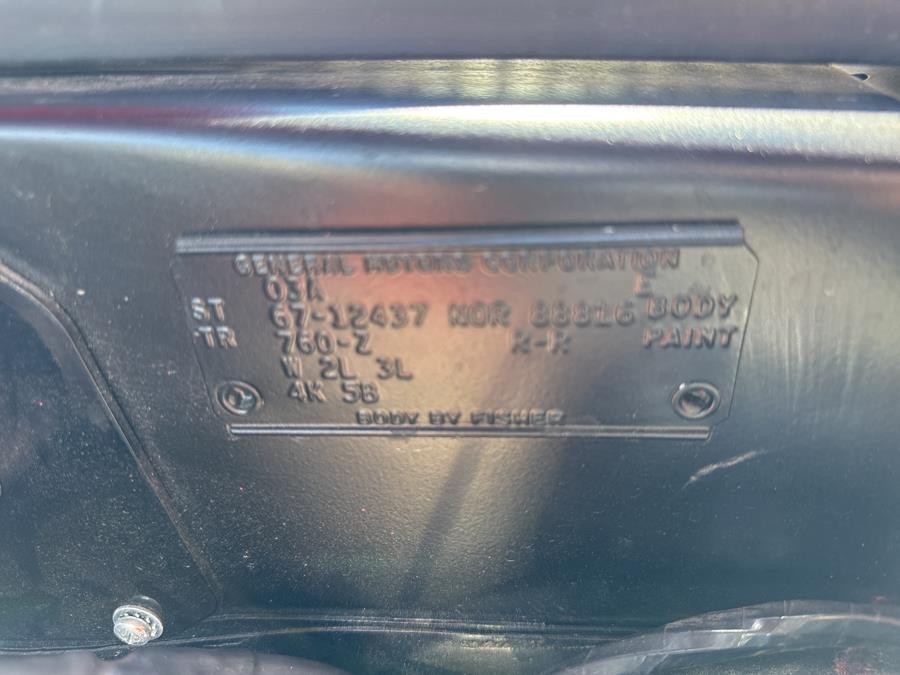 GENERAL MOTORS CORPORATION
03A E
ST 67-12437 NOR 88816 BODY
TR 760-Z R-R PAINT
W 2L 3L
4K 5B
BODY BY FISHER